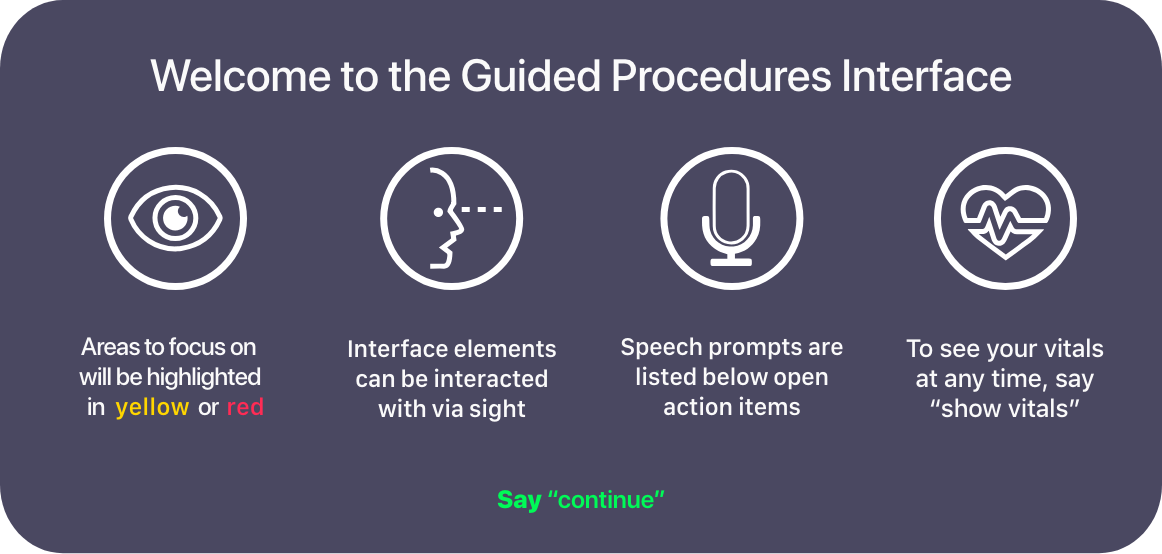 Welcome to the Guided Procedures Interface
Areas to focus on
will be highlighted
in yellow or red
Interface elements
can be interacted
with via sight
Speech prompts are
listed below open
action items
To see your vitals
at any time, say
“show vitals”
Say “continue”